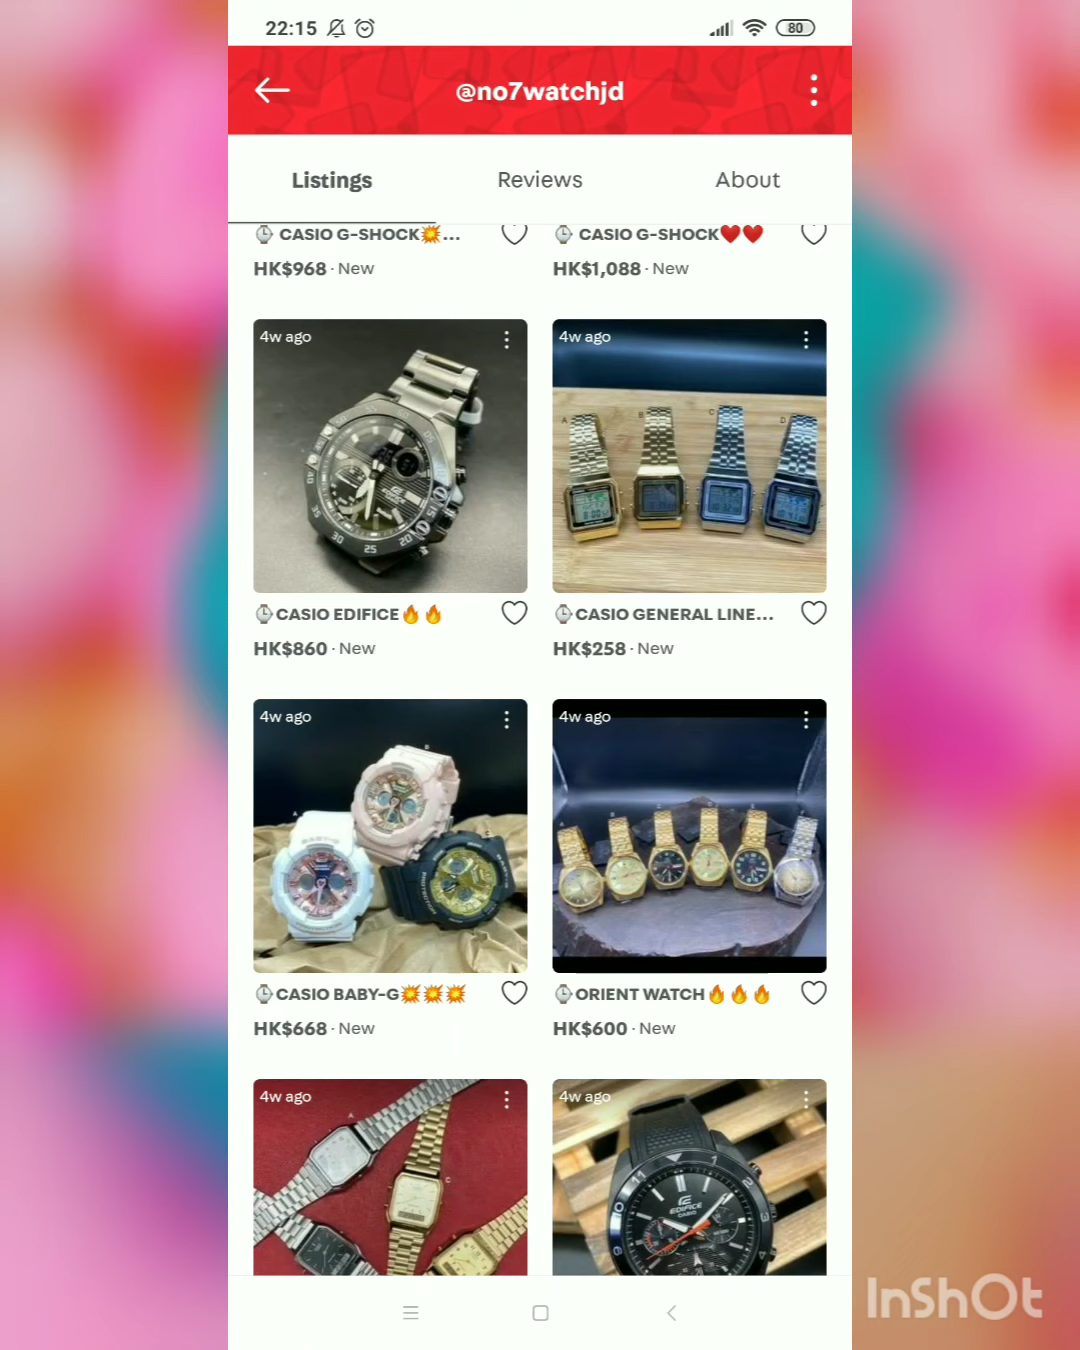 22:15
80
@no7watchjd
Listings
Reviews
About
CASIO G-SHOCK💥...
HK$968 · New
CASIO G-SHOCK❤️❤️
HK$1,088 · New
4w ago
4w ago
A
B
C
D
CASIO EDIFICE🔥🔥
HK$860 · New
CASIO GENERAL LINE...
HK$258 · New
4w ago
4w ago
CASIO BABY-G💥💥💥
HK$668 · New
ORIENT WATCH🔥🔥🔥
HK$600 · New
4w ago
A
C
4w ago
EDIFICE
CASIO
InShOt